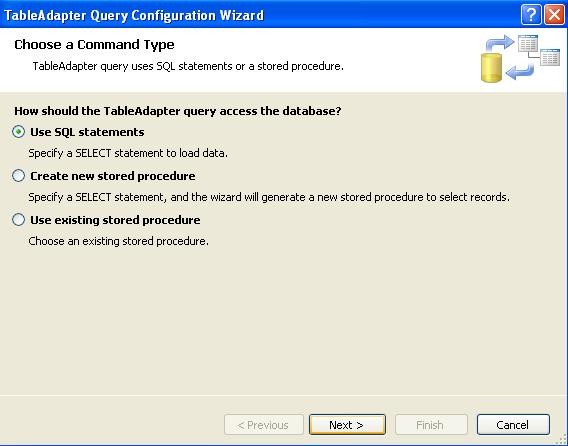 TableAdapter Query Configuration Wizard
Choose a Command Type
TableAdapter query uses SQL statements or a stored procedure.
How should the TableAdapter query access the database?
Use SQL statements
Specify a SELECT statement to load data.
Create new stored procedure
Specify a SELECT statement, and the wizard will generate a new stored procedure to select records.
Use existing stored procedure
Choose an existing stored procedure.
< Previous Next > Finish Cancel